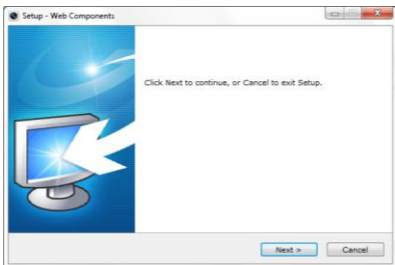 Setup - Web Components
Click Next to continue, or Cancel to exit Setup.
Next >
Cancel